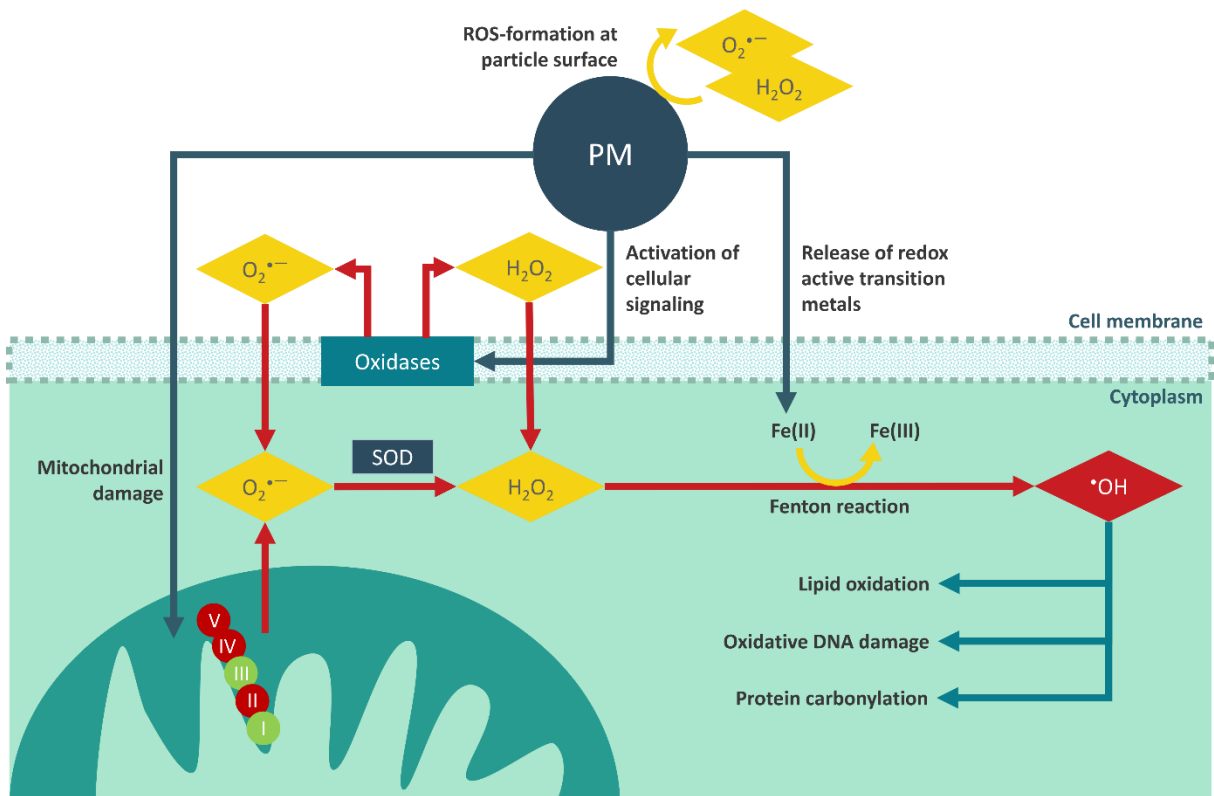 ROS-formation at
particle surface
O₂•—
H₂O₂
PM
O₂•—
H₂O₂
Activation of
cellular
signaling
Release of redox
active transition
metals
Cell membrane
Oxidases
Cytoplasm
Fe(II)
Fe(III)
Mitochondrial
damage
O₂•—
SOD
H₂O₂
•OH
Fenton reaction
Lipid oxidation
Oxidative DNA damage
Protein carbonylation
V
IV
III
II
I